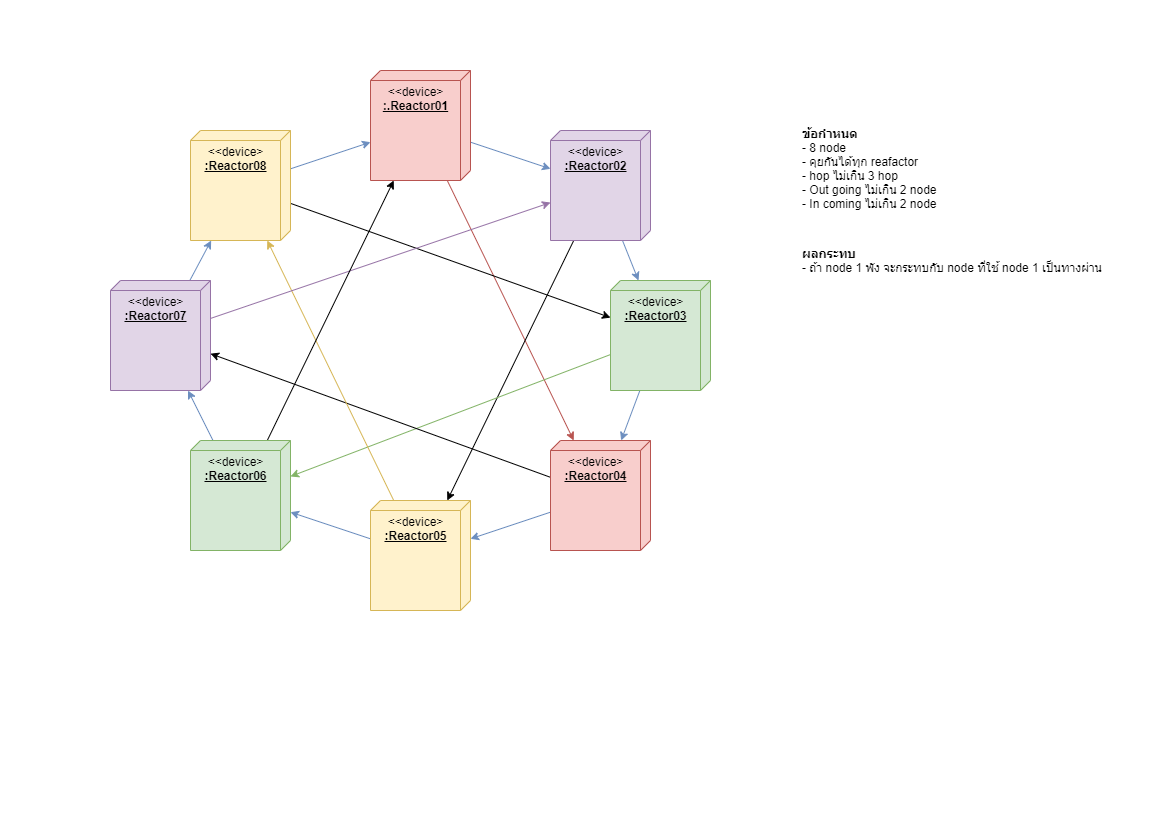 <<device>
:.Reactor01
<<device>
:Reactor08
<<device>
:Reactor02
<<device>
:Reactor07
<<device>
:Reactor03
<<device>
:Reactor06
<<device>
:Reactor04
<<device>
:Reactor05
ข้อกำหนด
- 8 node
- คุยกันได้ทุก reafactor
- hop ไม่เกิน 3 hop
- Out going ไม่เกิน 2 node
- In coming ไม่เกิน 2 node
ผลกระทบ
- ถ้า node 1 พัง จะกระทบกับ node ที่ใช้ node 1 เป็นทางผ่าน